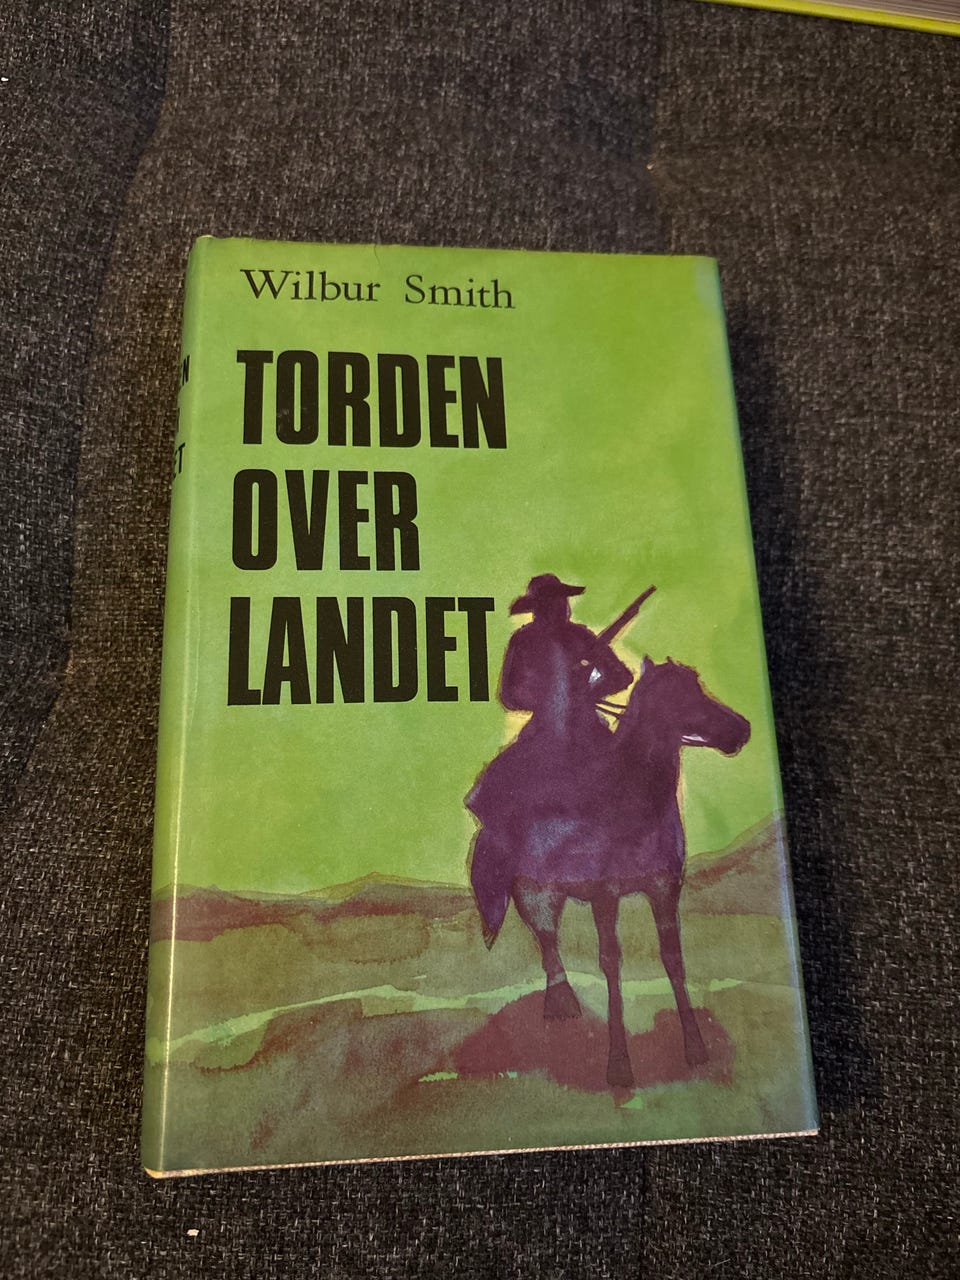 Wilbur Smith
TORDEN
OVER
LANDET